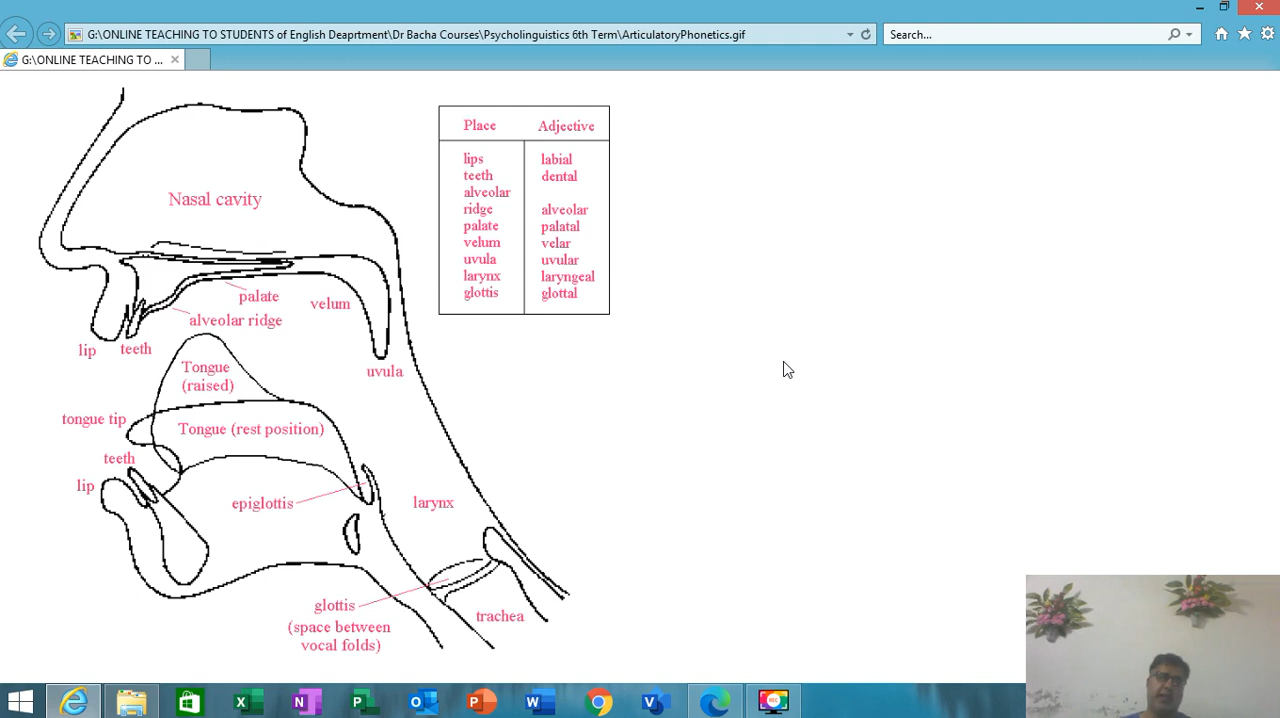 G:\ONLINE TEACHING TO STUDENTS of English Deaprtment\Dr Bacha Courses\Psycholinguistics6th Term\ArticulatoryPhonetics.gif
Search...
G:\ONLINE TEACHING TO ...
Place Adjective
lips labial
teeth dental
alveolar
ridge alveolar
palate palatal
velum velar
uvula uvular
larynx laryngeal
glottis glottal
Nasal cavity
palate
velum
alveolar ridge
lip
teeth
Tongue
(raised)
uvula
tongue tip
Tongue (rest position)
teeth
lip
epiglottis
larynx
glottis
(space between
vocal folds)
trachea